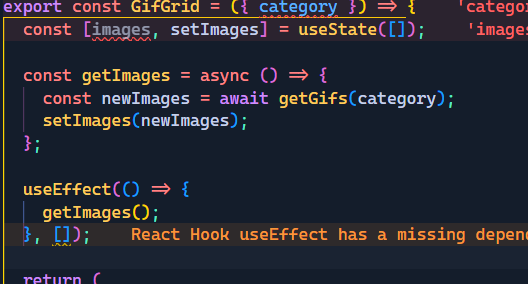 export const GifGrid = ({ category }) => { 'categor
const [images, setImages] = useState([]); 'images
const getImages = async () => {
const newImages = await getGifs(category);
setImages(newImages);
};
useEffect(() => {
getImages();
}, []); React Hook useEffect has a missing depend
return (